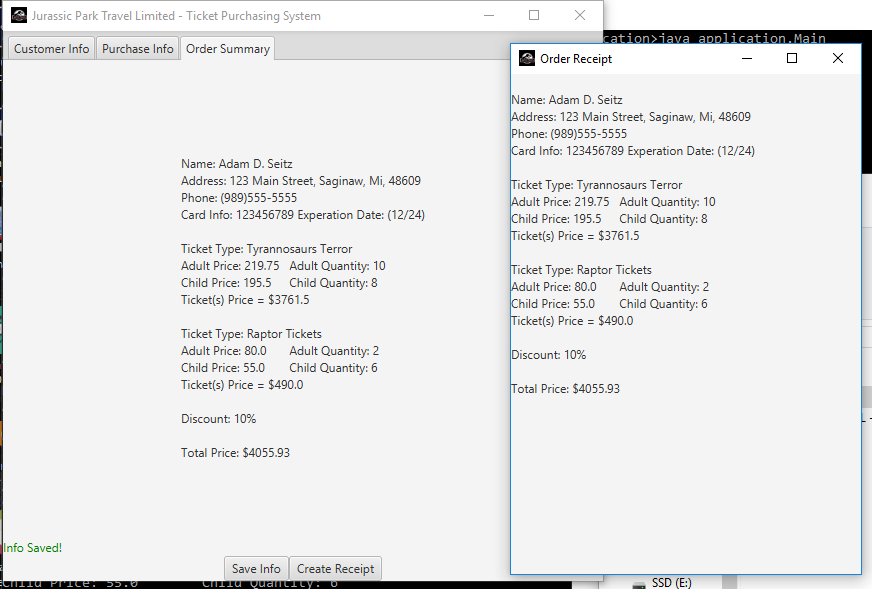 Jurassic Park Travel Limited - Ticket Purchasing System
Customer Info
Purchase Info
Order Summary
Name: Adam D. Seitz
Address: 123 Main Street, Saginaw, Mi, 48609
Phone: (989)555-5555
Card Info: 123456789 Experation Date: (12/24)
Ticket Type: Tyrannosaurs Terror
Adult Price: 219.75 Adult Quantity: 10
Child Price: 195.5 Child Quantity: 8
Ticket(s) Price = $3761.5
Ticket Type: Raptor Tickets
Adult Price: 80.0 Adult Quantity: 2
Child Price: 55.0 Child Quantity: 6
Ticket(s) Price = $490.0
Discount: 10%
Total Price: $4055.93
Info Saved!
Save Info
Create Receipt
cation>java application.Main
Order Receipt
Name: Adam D. Seitz
Address: 123 Main Street, Saginaw, Mi, 48609
Phone: (989)555-5555
Card Info: 123456789 Experation Date: (12/24)
Ticket Type: Tyrannosaurs Terror
Adult Price: 219.75 Adult Quantity: 10
Child Price: 195.5 Child Quantity: 8
Ticket(s) Price = $3761.5
Ticket Type: Raptor Tickets
Adult Price: 80.0 Adult Quantity: 2
Child Price: 55.0 Child Quantity: 6
Ticket(s) Price = $490.0
Discount: 10%
Total Price: $4055.93
Child Price: 55.0 Child Quantity: 6
SSD (E:)